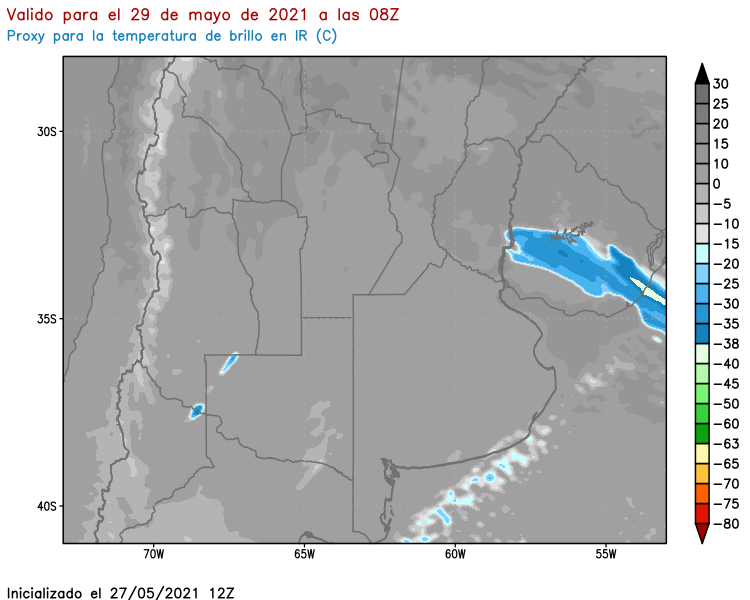 Valido para el 29 de mayo de 2021 a las 08Z
Proxy para la temperatura de brillo en IR (C)
30S
35S
40S
70W
65W
60W
55W
30
25
20
15
10
0
−5
−10
−15
−20
−25
−30
−35
−38
−40
−45
−50
−60
−63
−65
−70
−75
−80
Inicializado el 27/05/2021 12Z